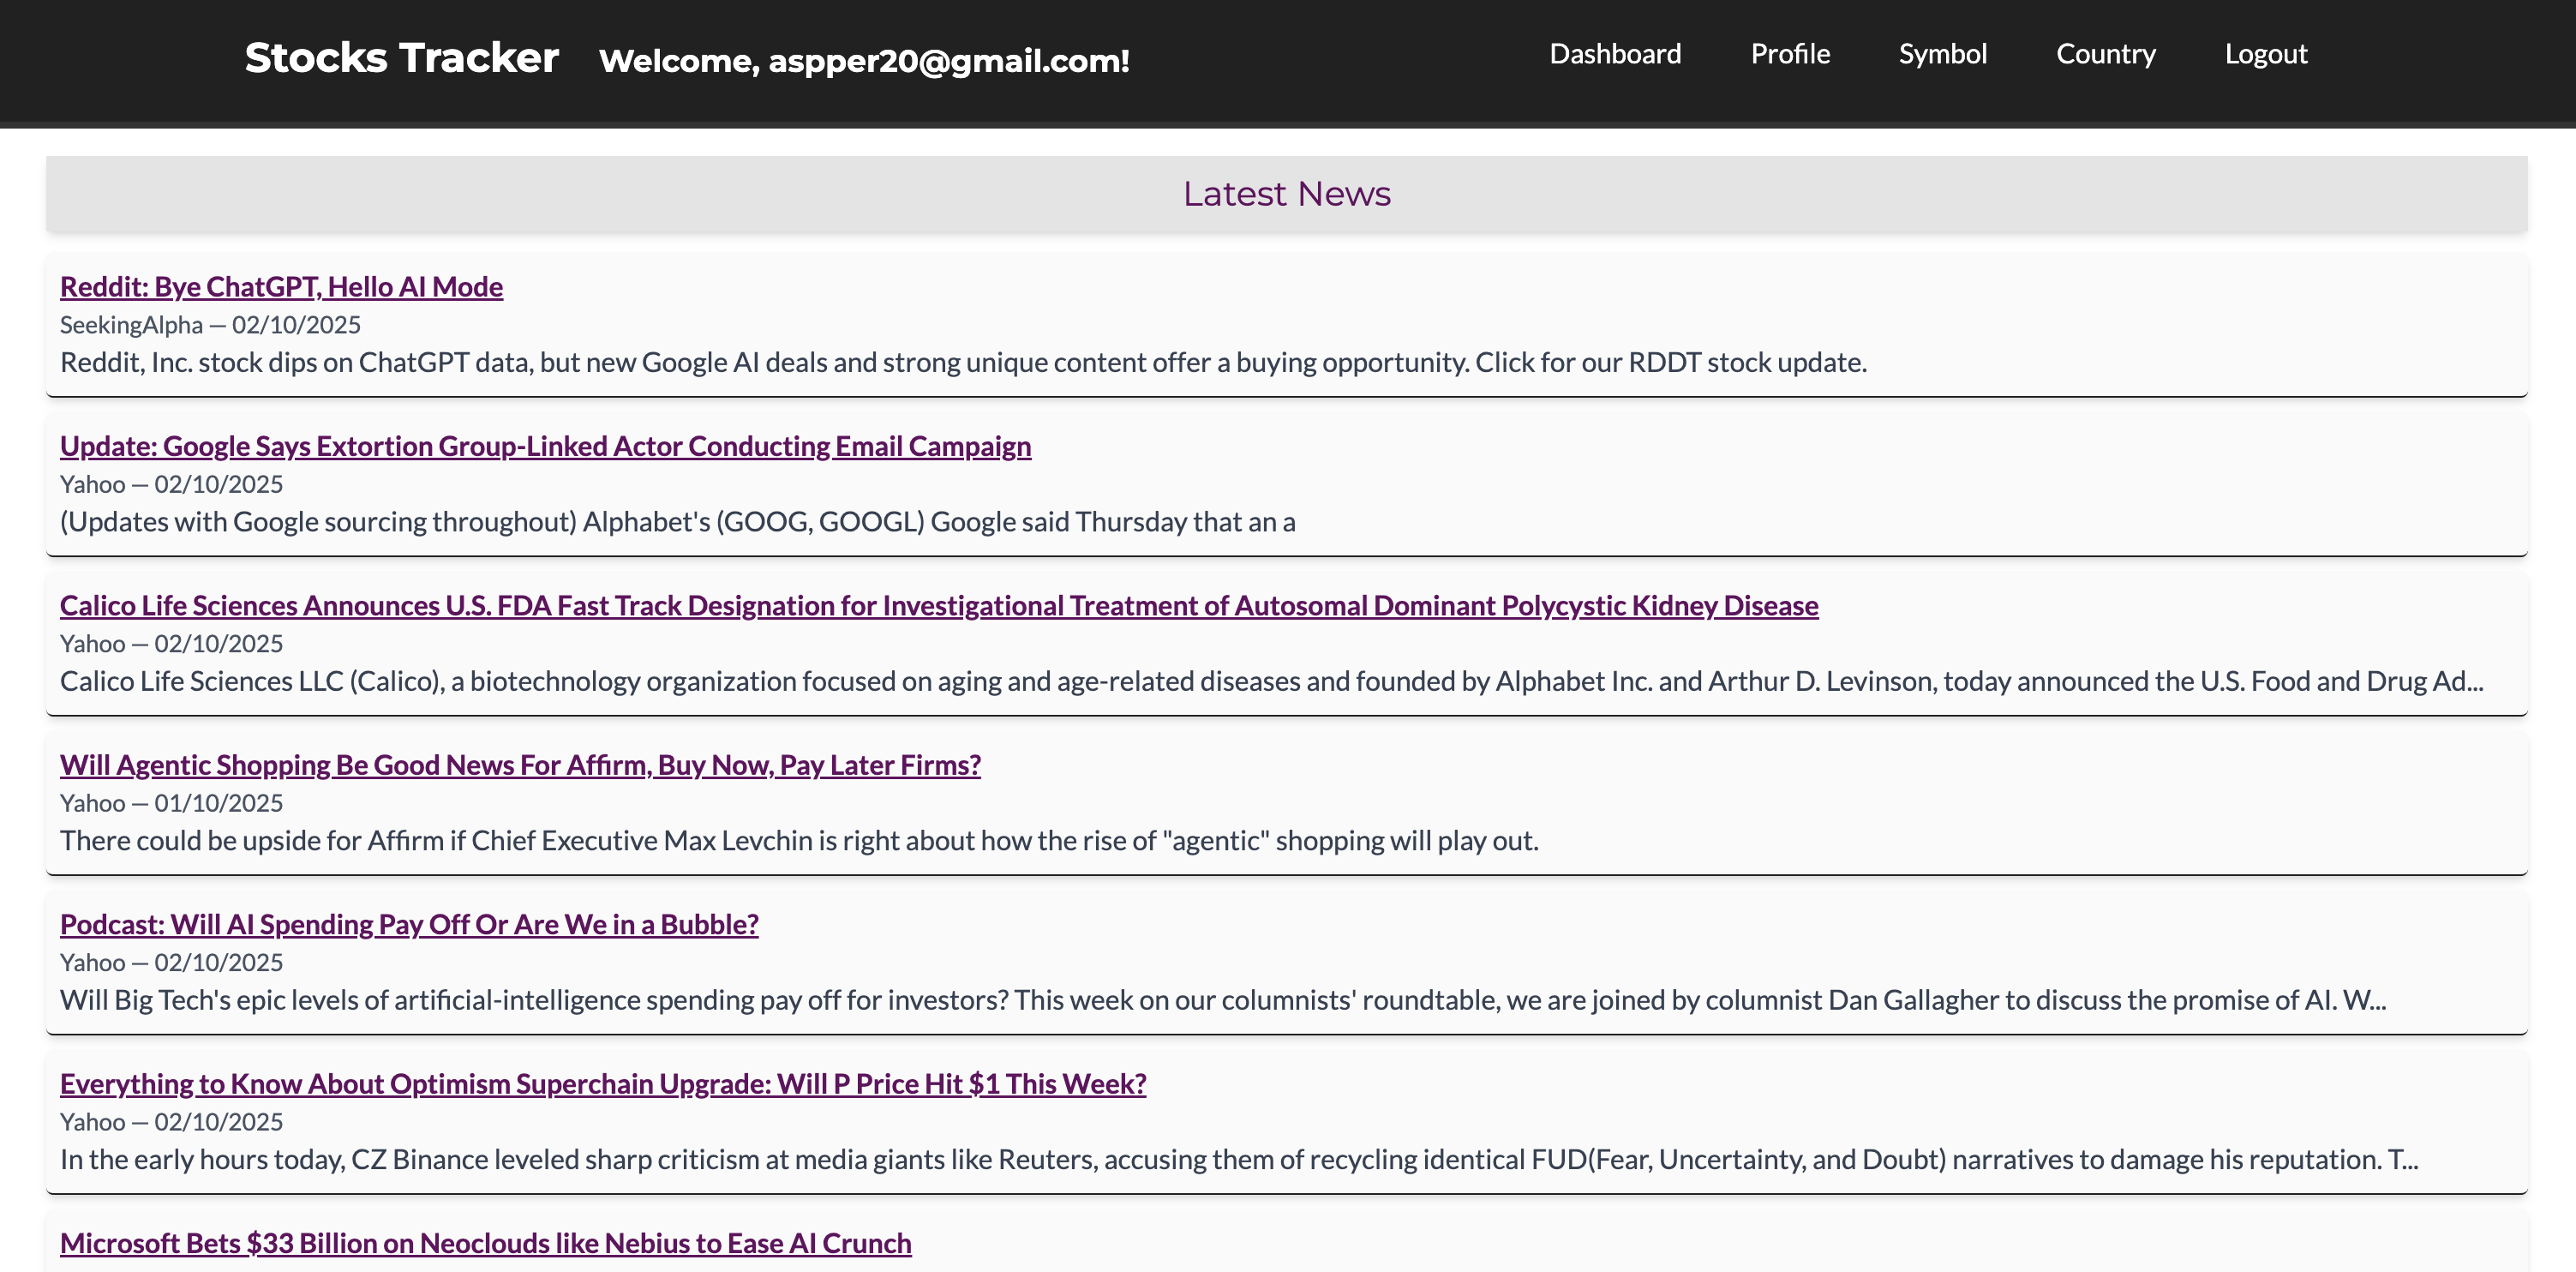 Stocks Tracker Welcome, aspper20@gmail.com! Dashboard Profile Symbol Country Logout
Latest News
Reddit: Bye ChatGPT, Hello AI Mode
SeekingAlpha — 02/10/2025
Reddit, Inc. stock dips on ChatGPT data, but new Google AI deals and strong unique content offer a buying opportunity. Click for our RDDT stock update.
Update: Google Says Extortion Group-Linked Actor Conducting Email Campaign
Yahoo — 02/10/2025
(Updates with Google sourcing throughout) Alphabet's (GOOG, GOOGL) Google said Thursday that an a
Calico Life Sciences Announces U.S. FDA Fast Track Designation for Investigational Treatment of Autosomal Dominant Polycystic Kidney Disease
Yahoo — 02/10/2025
Calico Life Sciences LLC (Calico), a biotechnology organization focused on aging and age-related diseases and founded by Alphabet Inc. and Arthur D. Levinson, today announced the U.S. Food and Drug Ad...
Will Agentic Shopping Be Good News For Affirm, Buy Now, Pay Later Firms?
Yahoo — 01/10/2025
There could be upside for Affirm if Chief Executive Max Levchin is right about how the rise of "agentic" shopping will play out.
Podcast: Will AI Spending Pay Off Or Are We in a Bubble?
Yahoo — 02/10/2025
Will Big Tech's epic levels of artificial-intelligence spending pay off for investors? This week on our columnists' roundtable, we are joined by columnist Dan Gallagher to discuss the promise of AI. W...
Everything to Know About Optimism Superchain Upgrade: Will P Price Hit $1 This Week?
Yahoo — 02/10/2025
In the early hours today, CZ Binance leveled sharp criticism at media giants like Reuters, accusing them of recycling identical FUD(Fear, Uncertainty, and Doubt) narratives to damage his reputation. T...
Microsoft Bets $33 Billion on Neoclouds like Nebius to Ease AI Crunch